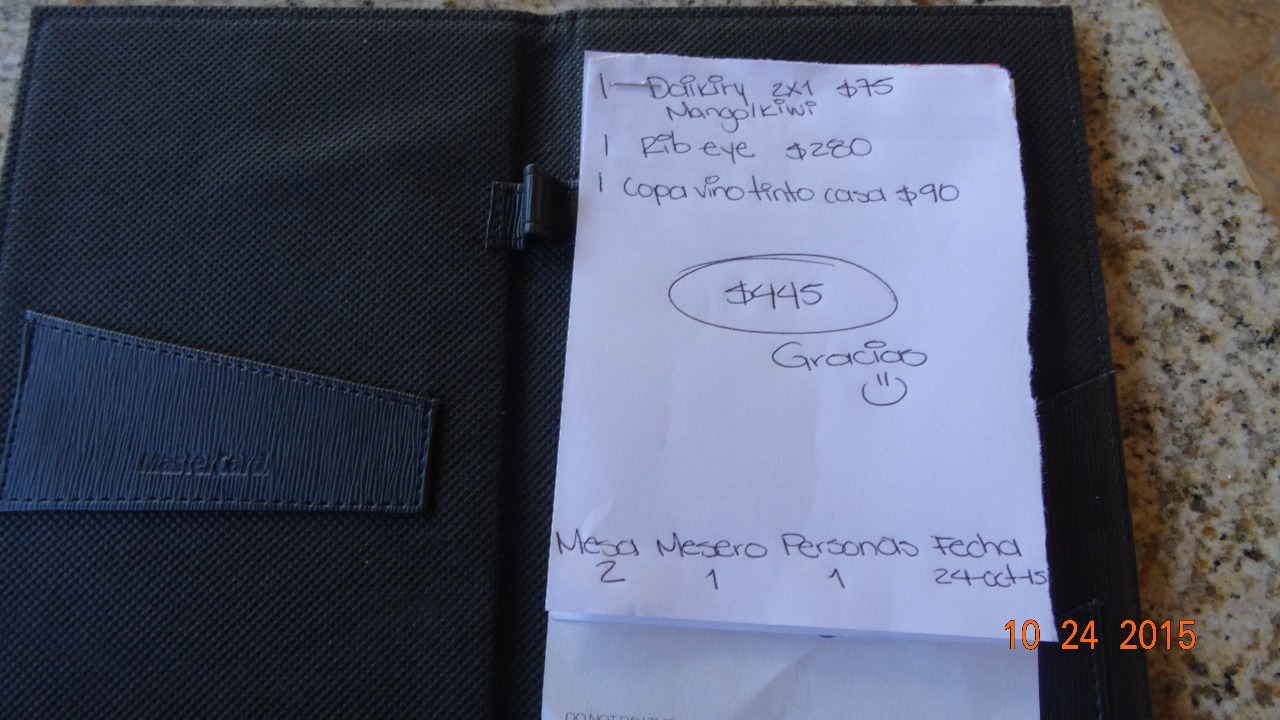 1 — Daikiry 2x1 $75
Mango/kiwi
1 Rib eye $280
1 Copa vino tinto casa $90
$445
Gracias
Mesa Mesero Personas Fecha
2 1 1 24-oct-15
10 24 2015
MasterCard